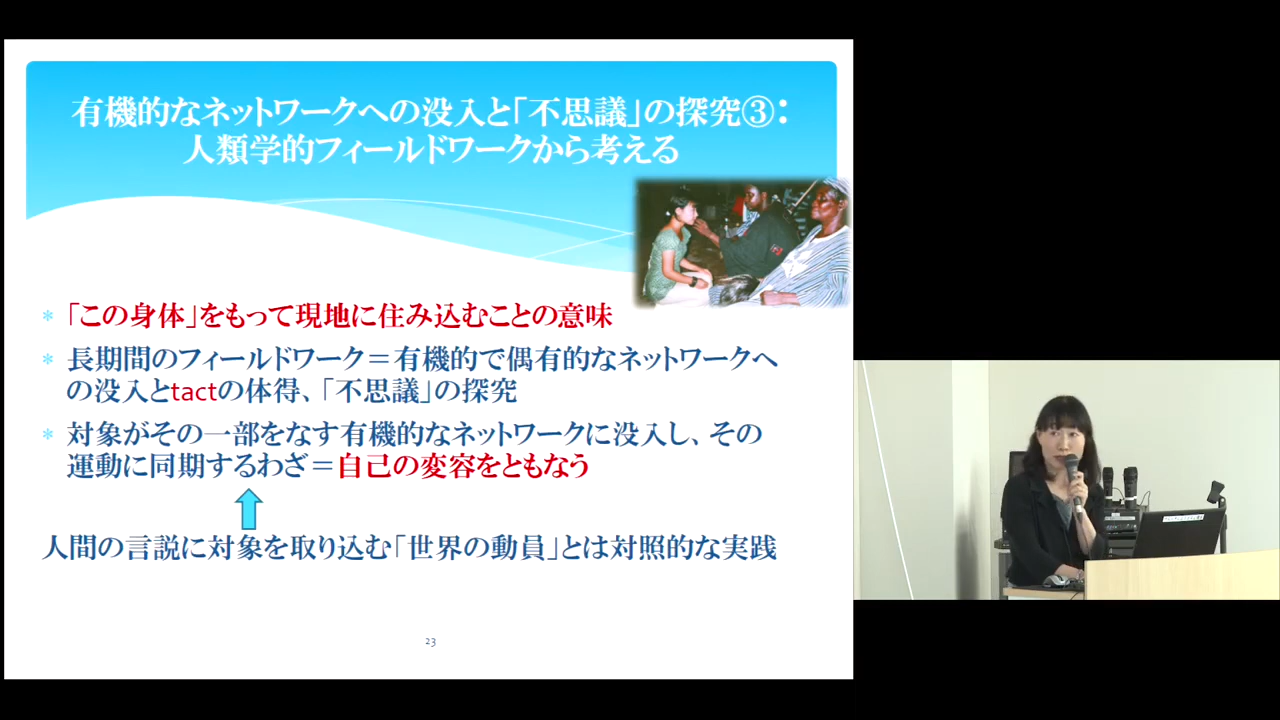 有機的なネットワークへの没入と「不思議」の探究③：
人類学的フィールドワークから考える
* 「この身体」をもって現地に住み込むことの意味
* 長期間のフィールドワーク＝有機的で偶有的なネットワークへ
の没入とtactの体得、「不思議」の探究
* 対象がその一部をなす有機的なネットワークに没入し、その
運動に同期するわざ＝自己の変容をともなう
人間の言説に対象を取り込む「世界の動員」とは対照的な実践
23